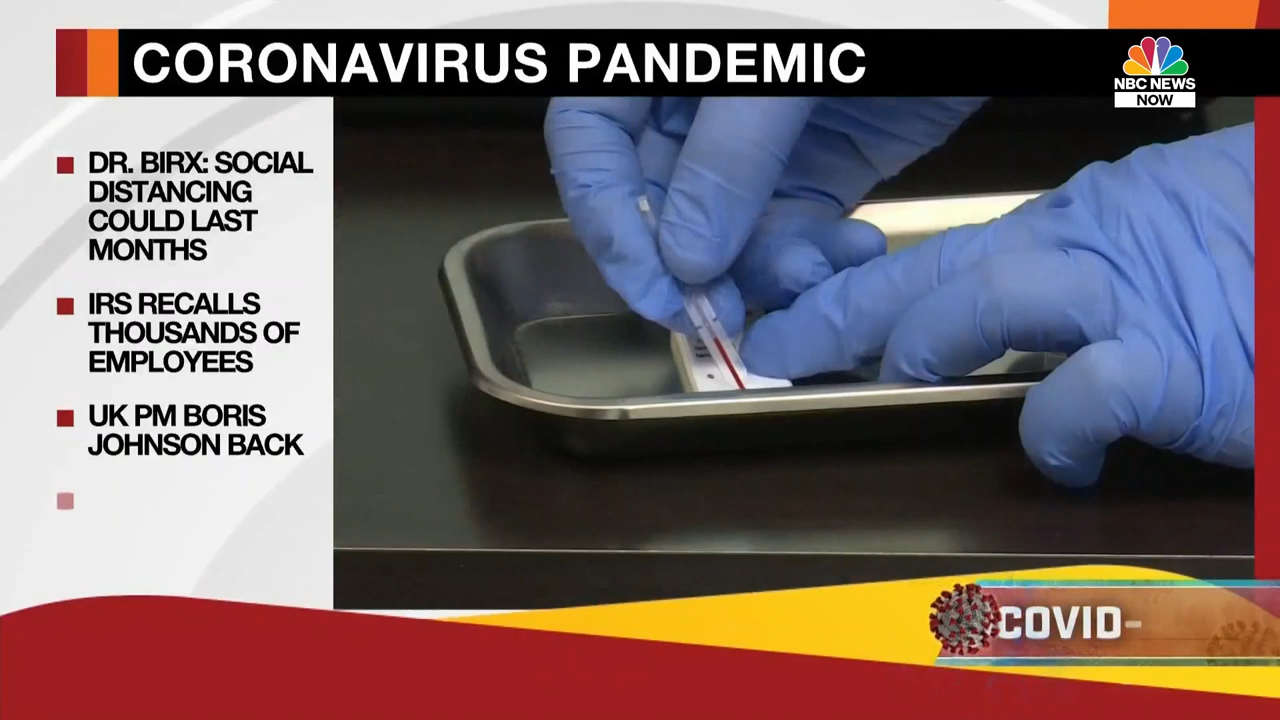 CORONAVIRUS PANDEMIC
NBC NEWS
NOW
DR. BIRX: SOCIAL
DISTANCING
COULD LAST
MONTHS
IRS RECALLS
THOUSANDS OF
EMPLOYEES
UK PM BORIS
JOHNSON BACK
COVID-